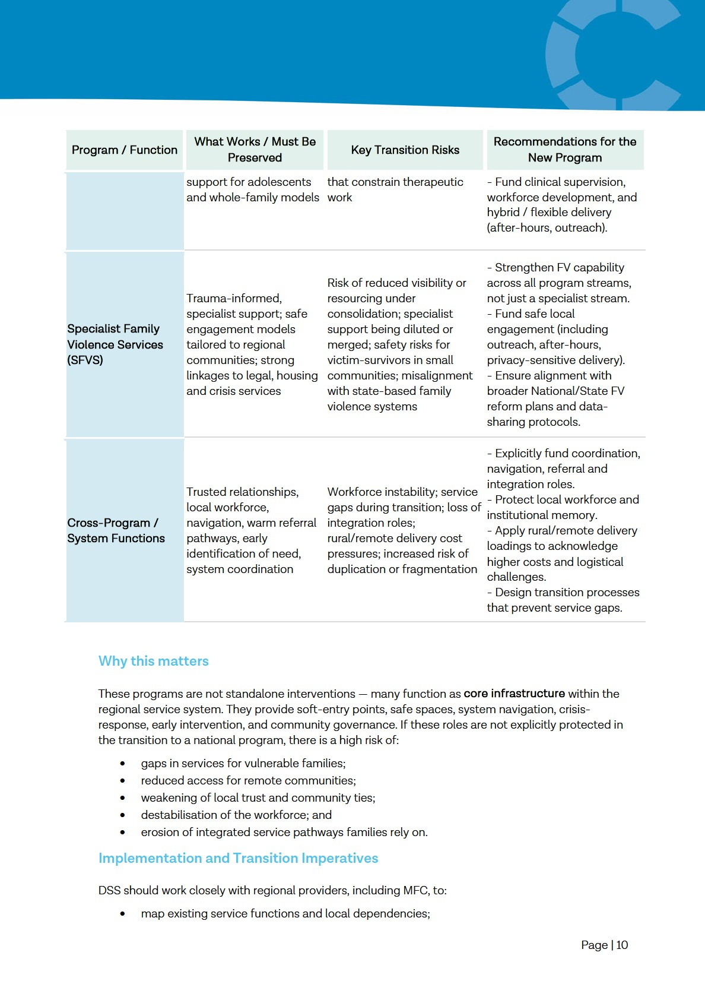 Program / Function
What Works / Must Be
Preserved
Key Transition Risks
Recommendations for the
New Program
support for adolescents
and whole-family models
that constrain therapeutic
work
- Fund clinical supervision,
workforce development, and
hybrid / flexible delivery
(after-hours, outreach).
Specialist Family
Violence Services
(SFVS)
Trauma-informed,
specialist support; safe
engagement models
tailored to regional
communities; strong
linkages to legal, housing
and crisis services
Risk of reduced visibility or
resourcing under
consolidation; specialist
support being diluted or
merged; safety risks for
victim-survivors in small
communities; misalignment
with state-based family
violence systems
- Strengthen FV capability
across all program streams,
not just a specialist stream.
- Fund safe local
engagement (including
outreach, after-hours,
privacy-sensitive delivery).
- Ensure alignment with
broader National/State FV
reform plans and data-
sharing protocols.
Cross-Program /
System Functions
Trusted relationships,
local workforce,
navigation, warm referral
pathways, early
identification of need,
system coordination
Workforce instability; service
gaps during transition; loss of
integration roles;
rural/remote delivery cost
pressures; increased risk of
duplication or fragmentation
- Explicitly fund coordination,
navigation, referral and
integration roles.
- Protect local workforce and
institutional memory.
- Apply rural/remote delivery
loadings to acknowledge
higher costs and logistical
challenges.
- Design transition processes
that prevent service gaps.
Why this matters
These programs are not standalone interventions — many function as core infrastructure within the
regional service system. They provide soft-entry points, safe spaces, system navigation, crisis-
response, early intervention, and community governance. If these roles are not explicitly protected in
the transition to a national program, there is a high risk of:
• gaps in services for vulnerable families;
• reduced access for remote communities;
• weakening of local trust and community ties;
• destabilisation of the workforce; and
• erosion of integrated service pathways families rely on.
Implementation and Transition Imperatives
DSS should work closely with regional providers, including MFC, to:
• map existing service functions and local dependencies;
Page | 10